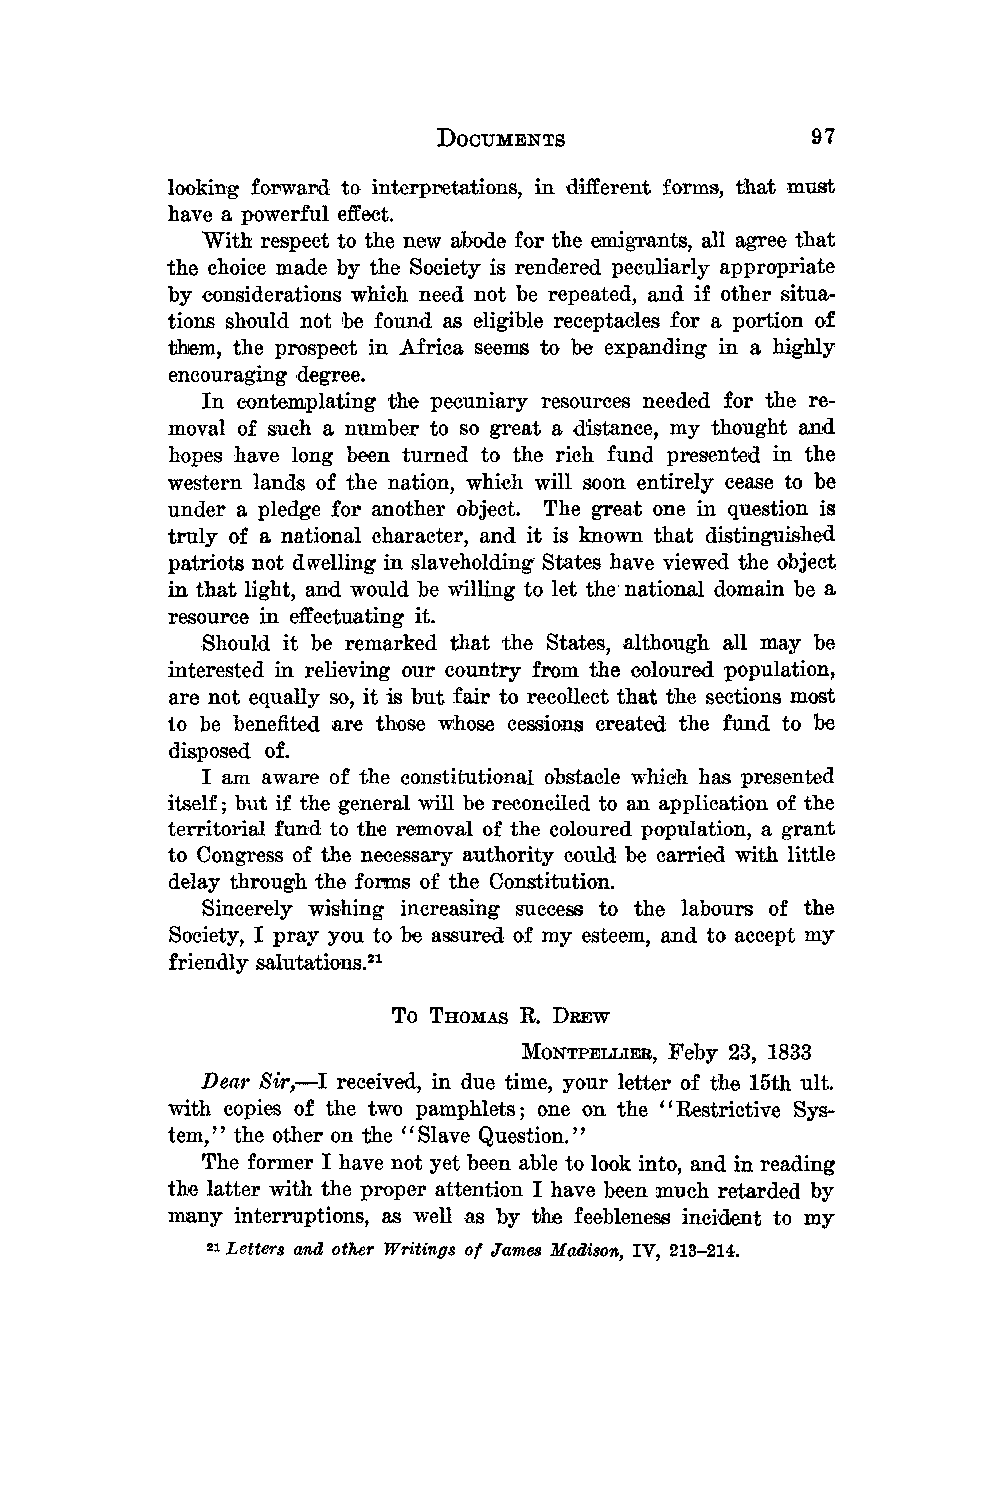 DOCUMENTS 97
looking forward to interpretations, in different forms, that must
have a powerful effect.
With respect to the new abode for the emigrants, all agree that
the choice made by the Society is rendered peculiarly appropriate
by considerations which need not be repeated, and if other situa-
tions should not be found as eligible receptacles for a portion of
them, the prospect in Africa seems to be expanding in a highly
encouraging degree.
In contemplating the pecuniary resources needed for the re-
moval of such a number to so great a distance, my thought and
hopes have long been turned to the rich fund presented in the
western lands of the nation, which will soon entirely cease to be
under a pledge for another object. The great one in question is
truly of a national character, and it is known that distinguished
patriots not dwelling in slaveholding States have viewed the object
in that light, and would be willing to let the national domain be a
resource in effectuating it.
Should it be remarked that the States, although all may be
interested in relieving our country from the coloured population,
are not equally so, it is but fair to recollect that the sections most
to be benefited are those whose cessions created the fund to be
disposed of.
I am aware of the constitutional obstacle which has presented
itself; but if the general will be reconciled to an application of the
territorial fund to the removal of the coloured population, a grant
to Congress of the necessary authority could be carried with little
delay through the forms of the Constitution.
Sincerely wishing increasing success to the labours of the
Society, I pray you to be assured of my esteem, and to accept my
friendly salutations.²¹
TO THOMAS R. DREW
MONTPELLIER, Feby 23, 1833
Dear Sir,—I received, in due time, your letter of the 15th ult.
with copies of the two pamphlets; one on the "Restrictive Sys-
tem," the other on the "Slave Question."
The former I have not yet been able to look into, and in reading
the latter with the proper attention I have been much retarded by
many interruptions, as well as by the feebleness incident to my
²¹ Letters and other Writings of James Madison, IV, 213–214.